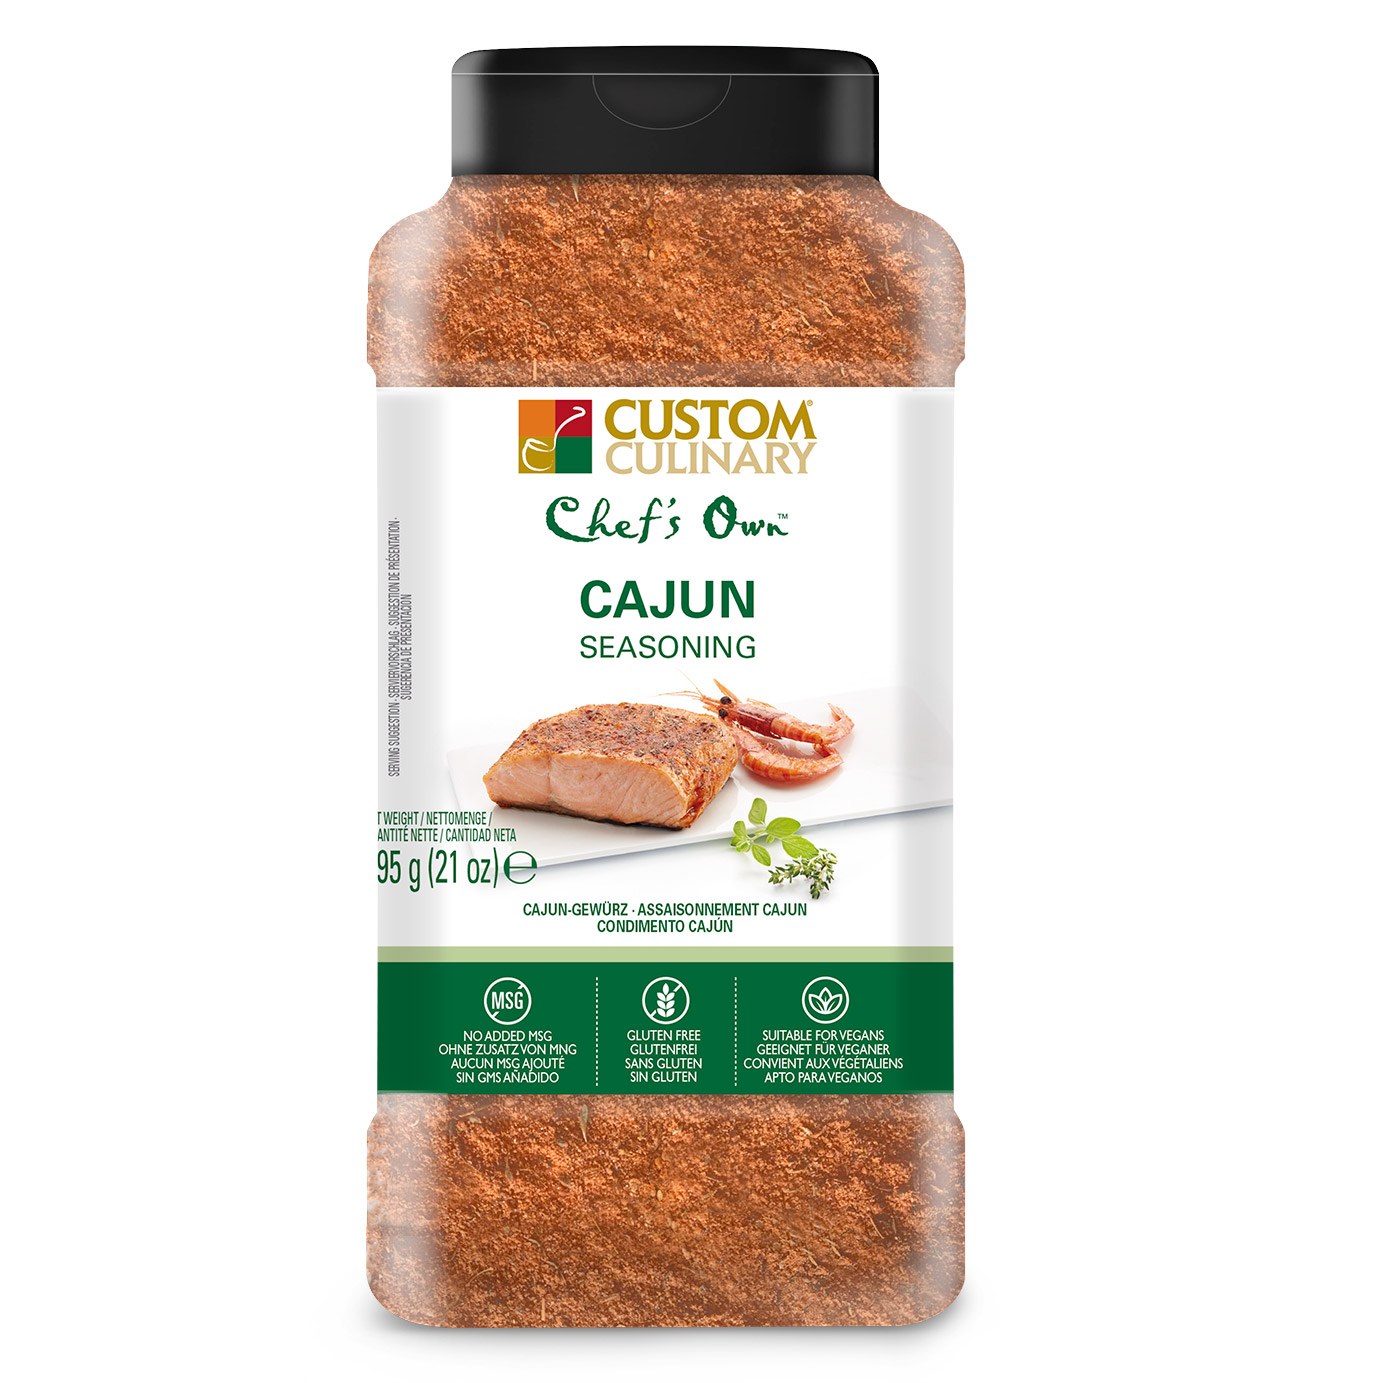 CUSTOM®
CULINARY
Chef's Own™
CAJUN
SEASONING
SERVING SUGGESTION · SERVIERVORSCHLAG · SUGGESTION DE PRÉSENTATION ·
SUGERENCIA DE PRESENTACIÓN
T WEIGHT / NETTOMENGE /
ANTITÉ NETTE / CANTIDAD NETA
95 g (21 oz) ℮
CAJUN-GEWÜRZ · ASSAISONNEMENT CAJUN
CONDIMENTO CAJÚN
MSG
NO ADDED MSG
OHNE ZUSATZ VON MNG
AUCUN MSG AJOUTÉ
SIN GMS AÑADIDO
GLUTEN FREE
GLUTENFREI
SANS GLUTEN
SIN GLUTEN
SUITABLE FOR VEGANS
GEEIGNET FÜR VEGANER
CONVIENT AUX VÉGÉTALIENS
APTO PARA VEGANOS